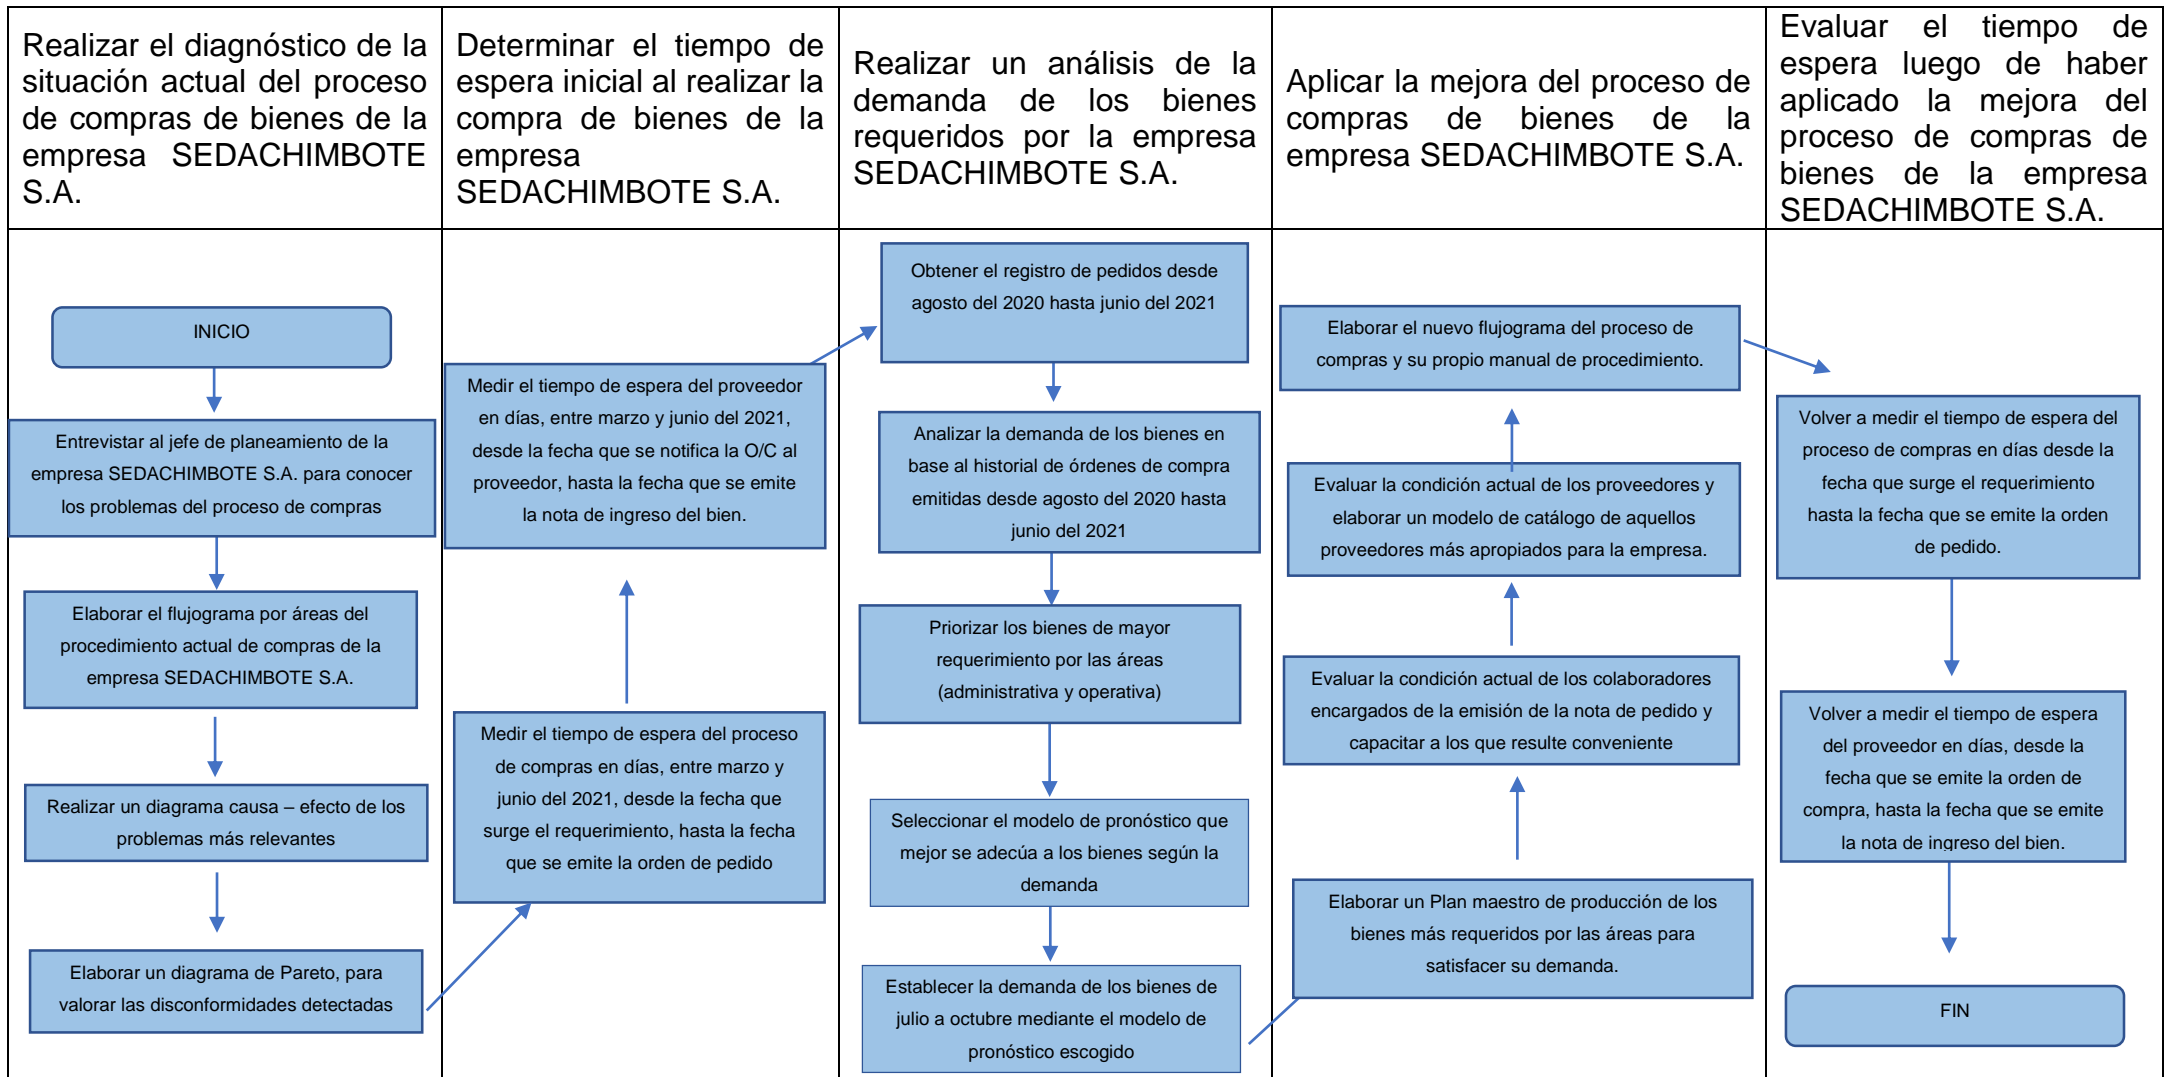 Realizar el diagnóstico de la
situación actual del proceso
de compras de bienes de la
empresa SEDACHIMBOTE
S.A.
Determinar el tiempo de
espera inicial al realizar la
compra de bienes de la
empresa
SEDACHIMBOTE S.A.
Realizar un análisis de la
demanda de los bienes
requeridos por la empresa
SEDACHIMBOTE S.A.
Aplicar la mejora del proceso de
compras de bienes de la
empresa SEDACHIMBOTE S.A.
Evaluar el tiempo de
espera luego de haber
aplicado la mejora del
proceso de compras de
bienes de la empresa
SEDACHIMBOTE S.A.
INICIO
Entrevistar al jefe de planeamiento de la
empresa SEDACHIMBOTE S.A. para conocer
los problemas del proceso de compras
Elaborar el flujograma por áreas del
procedimiento actual de compras de la
empresa SEDACHIMBOTE S.A.
Realizar un diagrama causa – efecto de los
problemas más relevantes
Elaborar un diagrama de Pareto, para
valorar las disconformidades detectadas
Medir el tiempo de espera del proceso
de compras en días, entre marzo y
junio del 2021, desde la fecha que
surge el requerimiento, hasta la fecha
que se emite la orden de pedido
Medir el tiempo de espera del proveedor
en días, entre marzo y junio del 2021,
desde la fecha que se notifica la O/C al
proveedor, hasta la fecha que se emite
la nota de ingreso del bien.
Obtener el registro de pedidos desde
agosto del 2020 hasta junio del 2021
Analizar la demanda de los bienes en
base al historial de órdenes de compra
emitidas desde agosto del 2020 hasta
junio del 2021
Priorizar los bienes de mayor
requerimiento por las áreas
(administrativa y operativa)
Seleccionar el modelo de pronóstico que
mejor se adecúa a los bienes según la
demanda
Establecer la demanda de los bienes de
julio a octubre mediante el modelo de
pronóstico escogido
Elaborar un Plan maestro de producción de los
bienes más requeridos por las áreas para
satisfacer su demanda.
Evaluar la condición actual de los colaboradores
encargados de la emisión de la nota de pedido y
capacitar a los que resulte conveniente
Evaluar la condición actual de los proveedores y
elaborar un modelo de catálogo de aquellos
proveedores más apropiados para la empresa.
Elaborar el nuevo flujograma del proceso de
compras y su propio manual de procedimiento.
Volver a medir el tiempo de espera del
proceso de compras en días desde la
fecha que surge el requerimiento
hasta la fecha que se emite la orden
de pedido.
Volver a medir el tiempo de espera
del proveedor en días, desde la
fecha que se emite la orden de
compra, hasta la fecha que se emite
la nota de ingreso del bien.
FIN